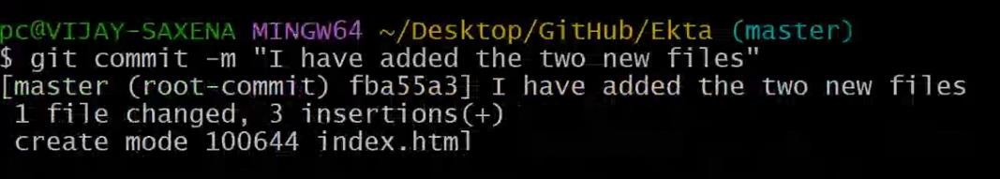 pc@VIJAY-SAXENA MINGW64 ~/Desktop/GitHub/Ekta (master)
$ git commit -m "I have added the two new files"
[master (root-commit) fba55a3] I have added the two new files
 1 file changed, 3 insertions(+)
 create mode 100644 index.html